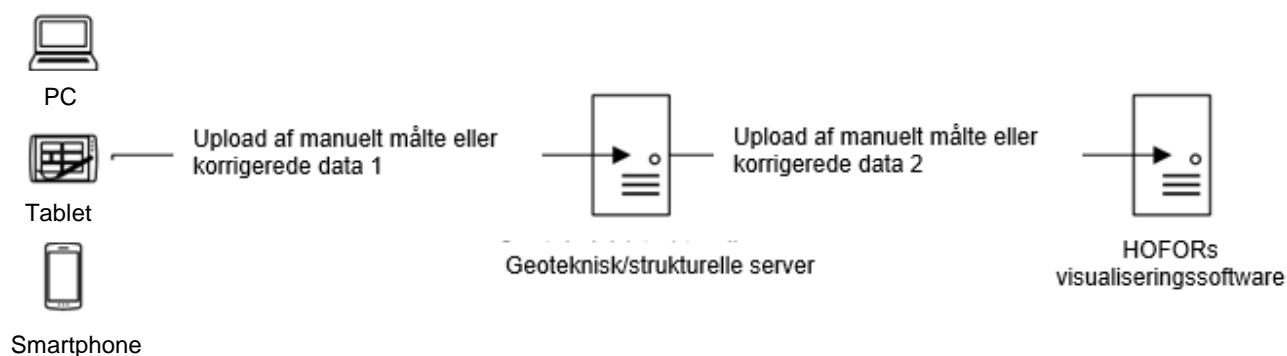 PC
Upload af manuelt målte eller
korrigerede data 1
Upload af manuelt målte eller
korrigerede data 2
Tablet
Geoteknisk/strukturelle server
HOFORs
visualiseringssoftware
Smartphone